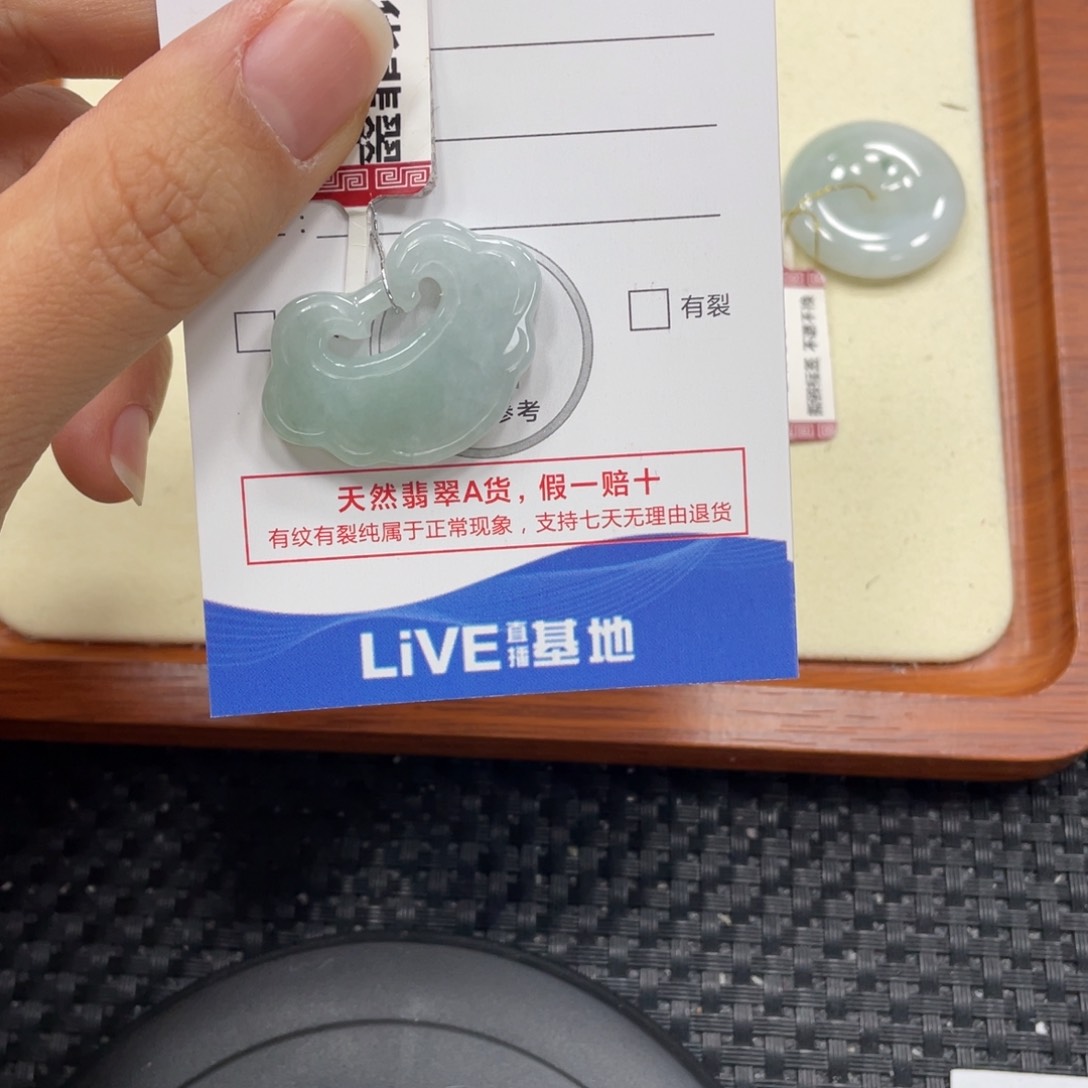 有裂
参考
天然翡翠A货，假一赔十
有纹有裂纯属于正常现象，支持七天无理由退货
LiVE直播基地